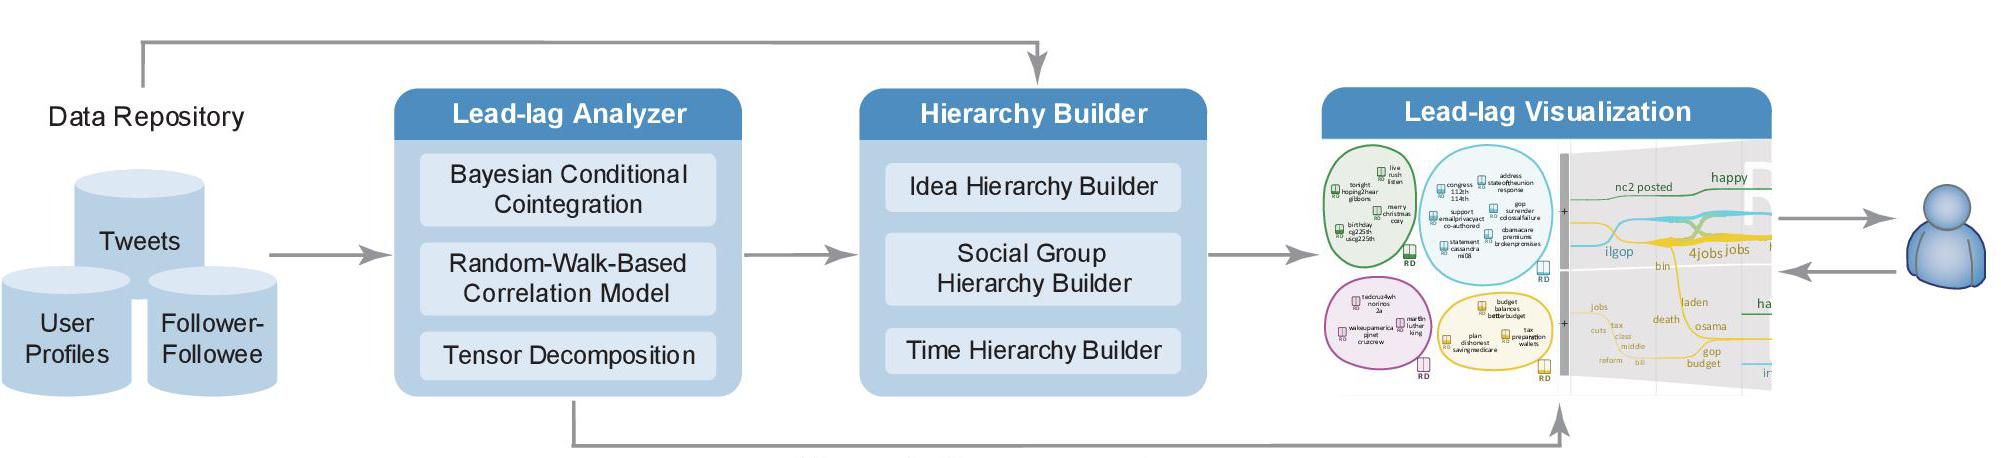 Data Repository
Tweets
User
Profiles
Follower-
Followee
Lead-lag Analyzer
Bayesian Conditional
Cointegration
Random-Walk-Based
Correlation Model
Tensor Decomposition
Hierarchy Builder
Idea Hierarchy Builder
Social Group
Hierarchy Builder
Time Hierarchy Builder
Lead-lag Visualization
live
rush
listen
tonight
hoping2hear
gibbons
merry
christmas
cozy
birthday
cg225th
uscg225th
RD
address
stateoftheunion
response
congress
112th
114th
gop
surrender
colossalfailure
support
emailprivacyact
co-authored
obamacare
premiums
brokenpromises
statement
cassandra
mi08
RD
tedcruz4wh
norinos
2a
martin
luther
king
wakeupamerica
pjnet
cruzcrew
RD
budget
balances
betterbudget
tax
preparation
wallets
plan
dishonest
savingmedicare
RD
+
nc2 posted
happy
ilgop
4jobs
jobs
bin
laden
death
osama
+
jobs
cuts
tax
class
middle
reform
bill
gop
budget
ha